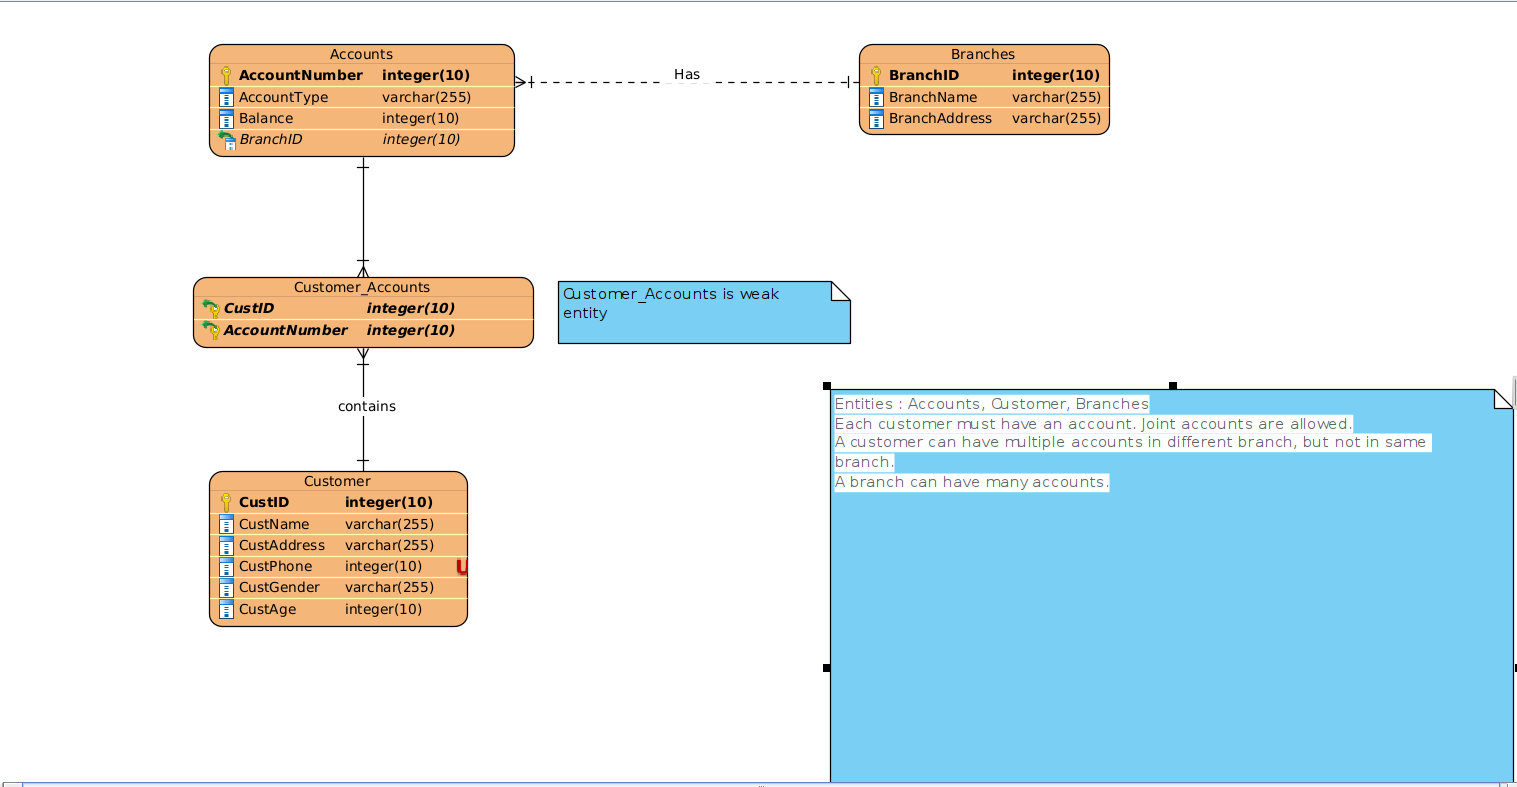 Accounts
AccountNumber integer(10)
AccountType varchar(255)
Balance integer(10)
BranchID integer(10)
Has
Branches
BranchID integer(10)
BranchName varchar(255)
BranchAddress varchar(255)
Customer_Accounts
CustID integer(10)
AccountNumber integer(10)
Customer_Accounts is weak
entity
contains
Customer
CustID integer(10)
CustName varchar(255)
CustAddress varchar(255)
CustPhone integer(10) U
CustGender varchar(255)
CustAge integer(10)
Entities : Accounts, Customer, Branches
Each customer must have an account. Joint accounts are allowed.
A customer can have multiple accounts in different branch, but not in same
branch.
A branch can have many accounts.